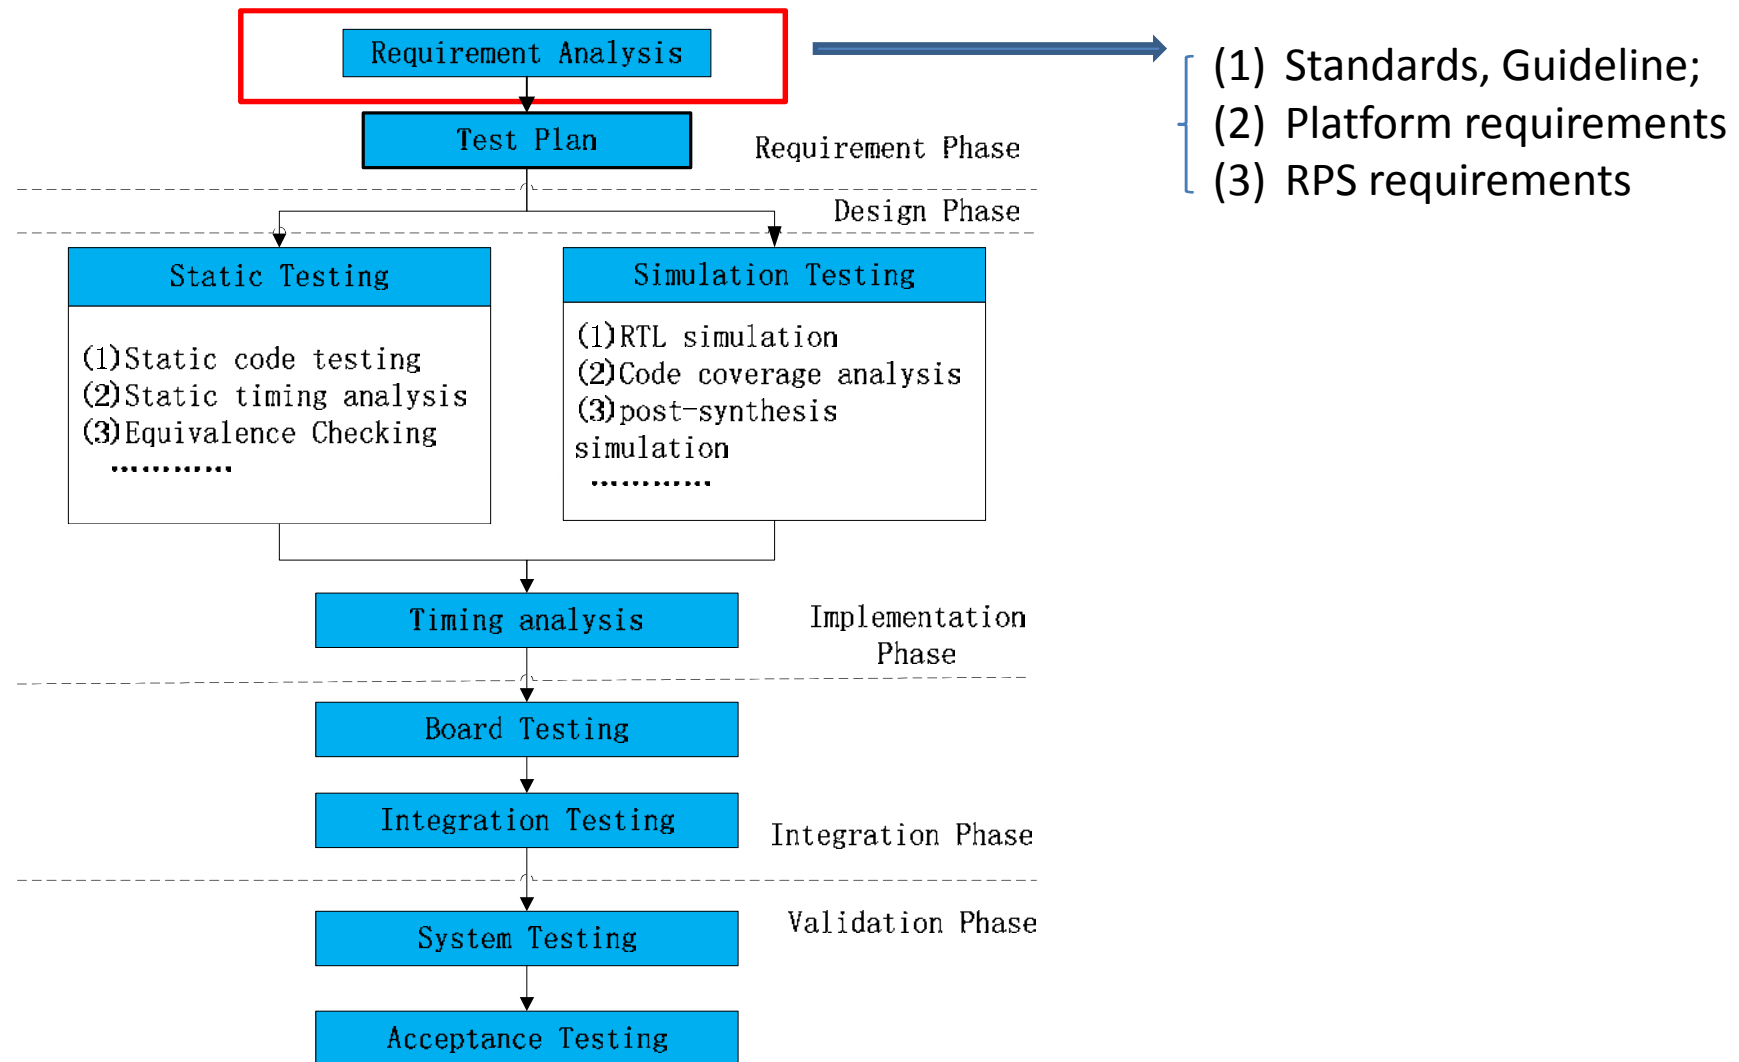 Requirement Analysis
(1) Standards, Guideline;
(2) Platform requirements
(3) RPS requirements
Test Plan
Requirement Phase
Design Phase
Static Testing
(1)Static code testing
(2)Static timing analysis
(3)Equivalence Checking
…………
Simulation Testing
(1)RTL simulation
(2)Code coverage analysis
(3)post-synthesis
simulation
…………
Timing analysis
Implementation
Phase
Board Testing
Integration Testing
Integration Phase
Validation Phase
System Testing
Acceptance Testing